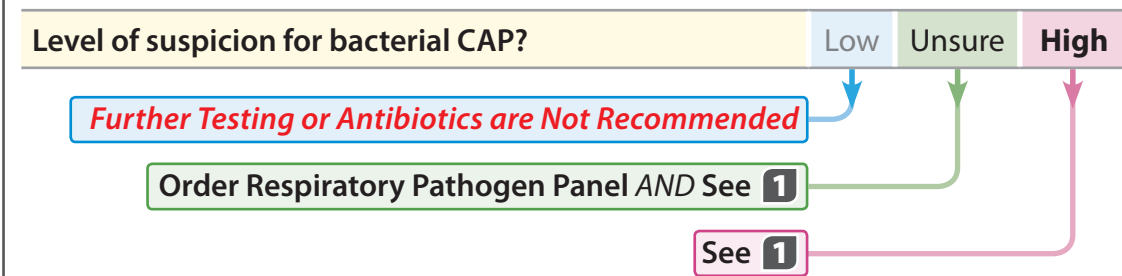 Level of suspicion for bacterial CAP? Low Unsure High
Further Testing or Antibiotics are Not Recommended
Order Respiratory Pathogen Panel AND See 1
See 1